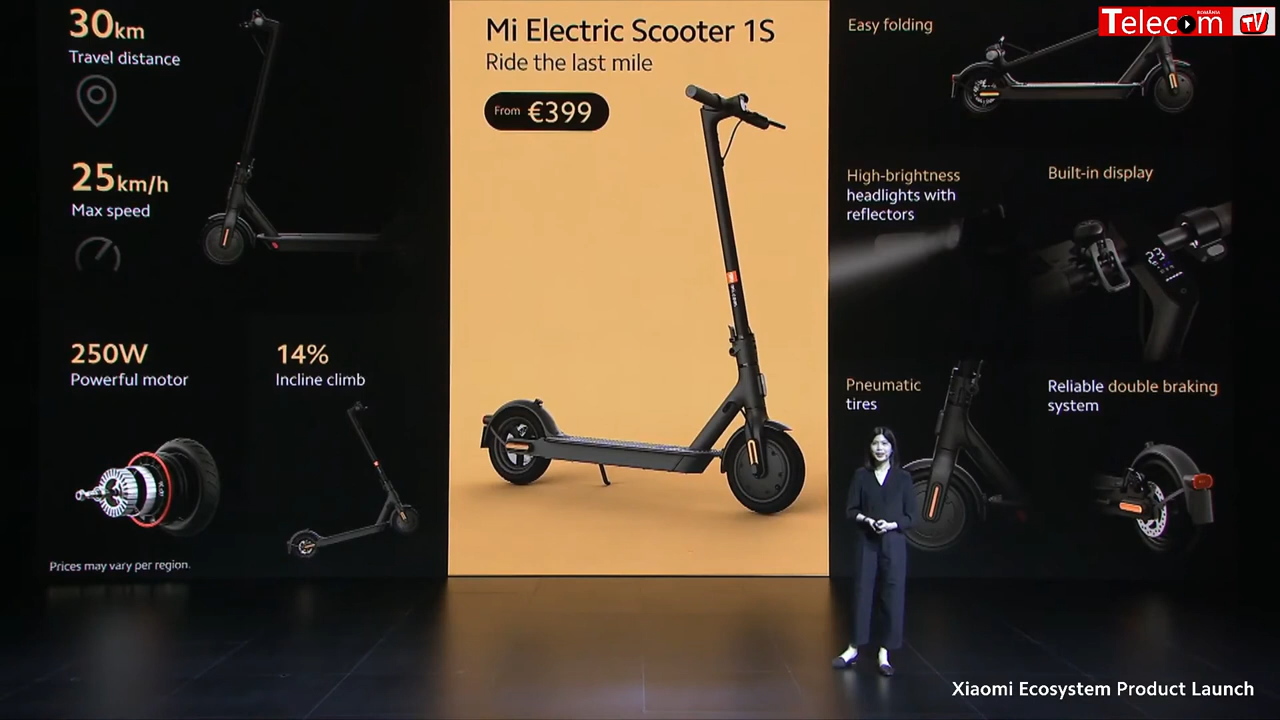 30km
Travel distance
25km/h
Max speed
250W
Powerful motor
14%
Incline climb
Prices may vary per region.
Mi Electric Scooter 1S
Ride the last mile
From €399
Easy folding
High-brightness
headlights with
reflectors
Built-in display
Pneumatic
tires
Reliable double braking
system
ROMÂNIA
Telecom TV
Xiaomi Ecosystem Product Launch